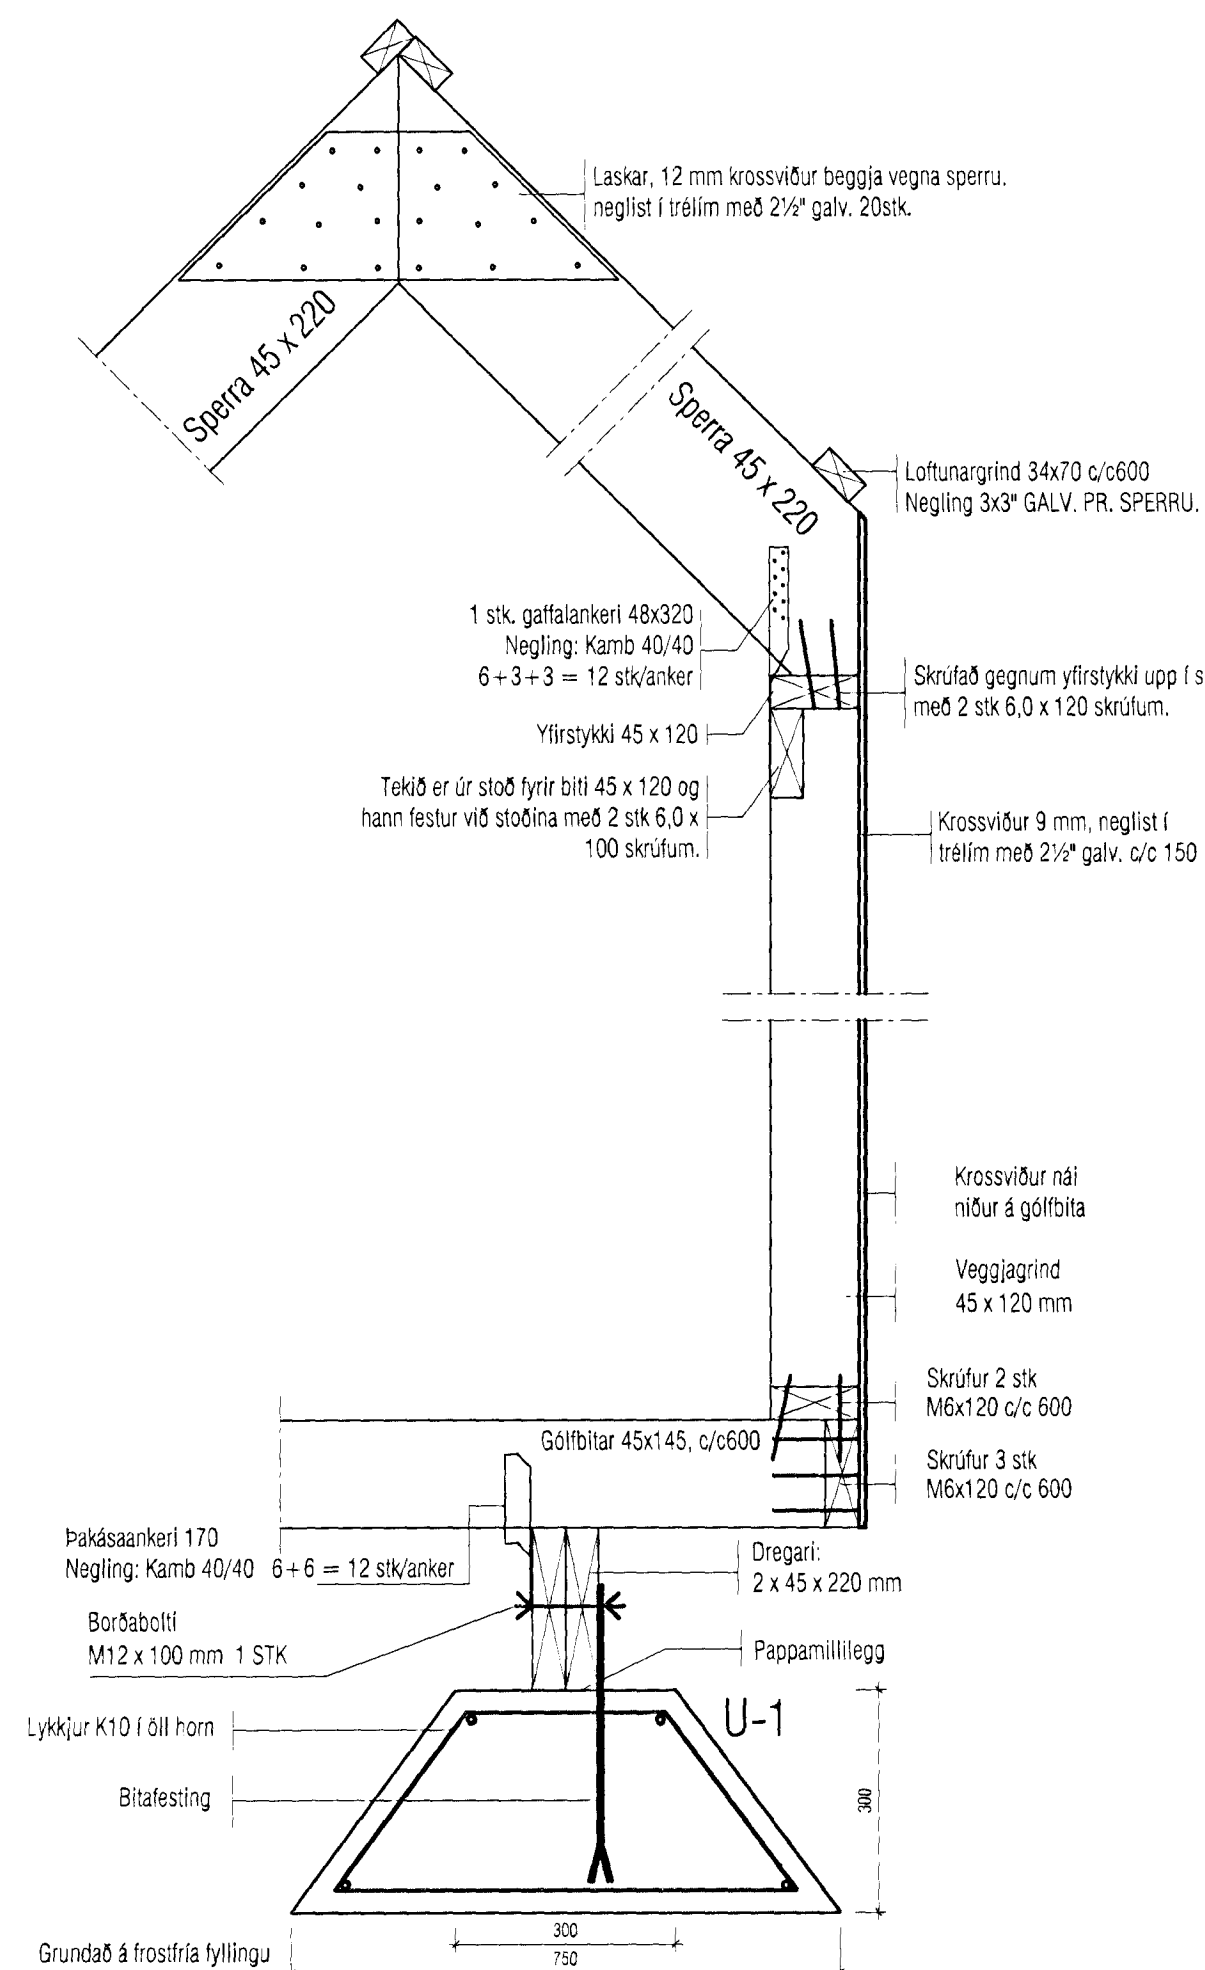 Laskar, 12 mm krossviður beggja vegna sperru.
neglist í trélím með 2½" galv. 20stk.
Sperra 45 x 220
Sperra 45 x 220
Loftunargrind 34x70 c/c600
Negling 3x3" GALV. PR. SPERRU.
1 stk. gaffalankeri 48x320
Negling: Kamb 40/40
6+3+3 = 12 stk/anker
Skrúfað gegnum yfirstykki upp í s
með 2 stk 6,0 x 120 skrúfum.
Yfirstykki 45 x 120
Tekið er úr stoð fyrir biti 45 x 120 og
hann festur við stoðina með 2 stk 6,0 x
100 skrúfum.
Krossviður 9 mm, neglist í
trélím með 2½" galv. c/c 150
Krossviður nái
niður á gólfbita
Veggjagrind
45 x 120 mm
Skrúfur 2 stk
M6x120 c/c 600
Gólfbitar 45x145, c/c600
Skrúfur 3 stk
M6x120 c/c 600
Þakásaankeri 170
Negling: Kamb 40/40 6+6 = 12 stk/anker
Dregari:
2 x 45 x 220 mm
Borðabolti
M12 x 100 mm 1 STK
Pappamillilegg
U-1
Lykkjur K10 í öll horn
Bitafesting
300
300
750
Grundað á frostfría fyllingu